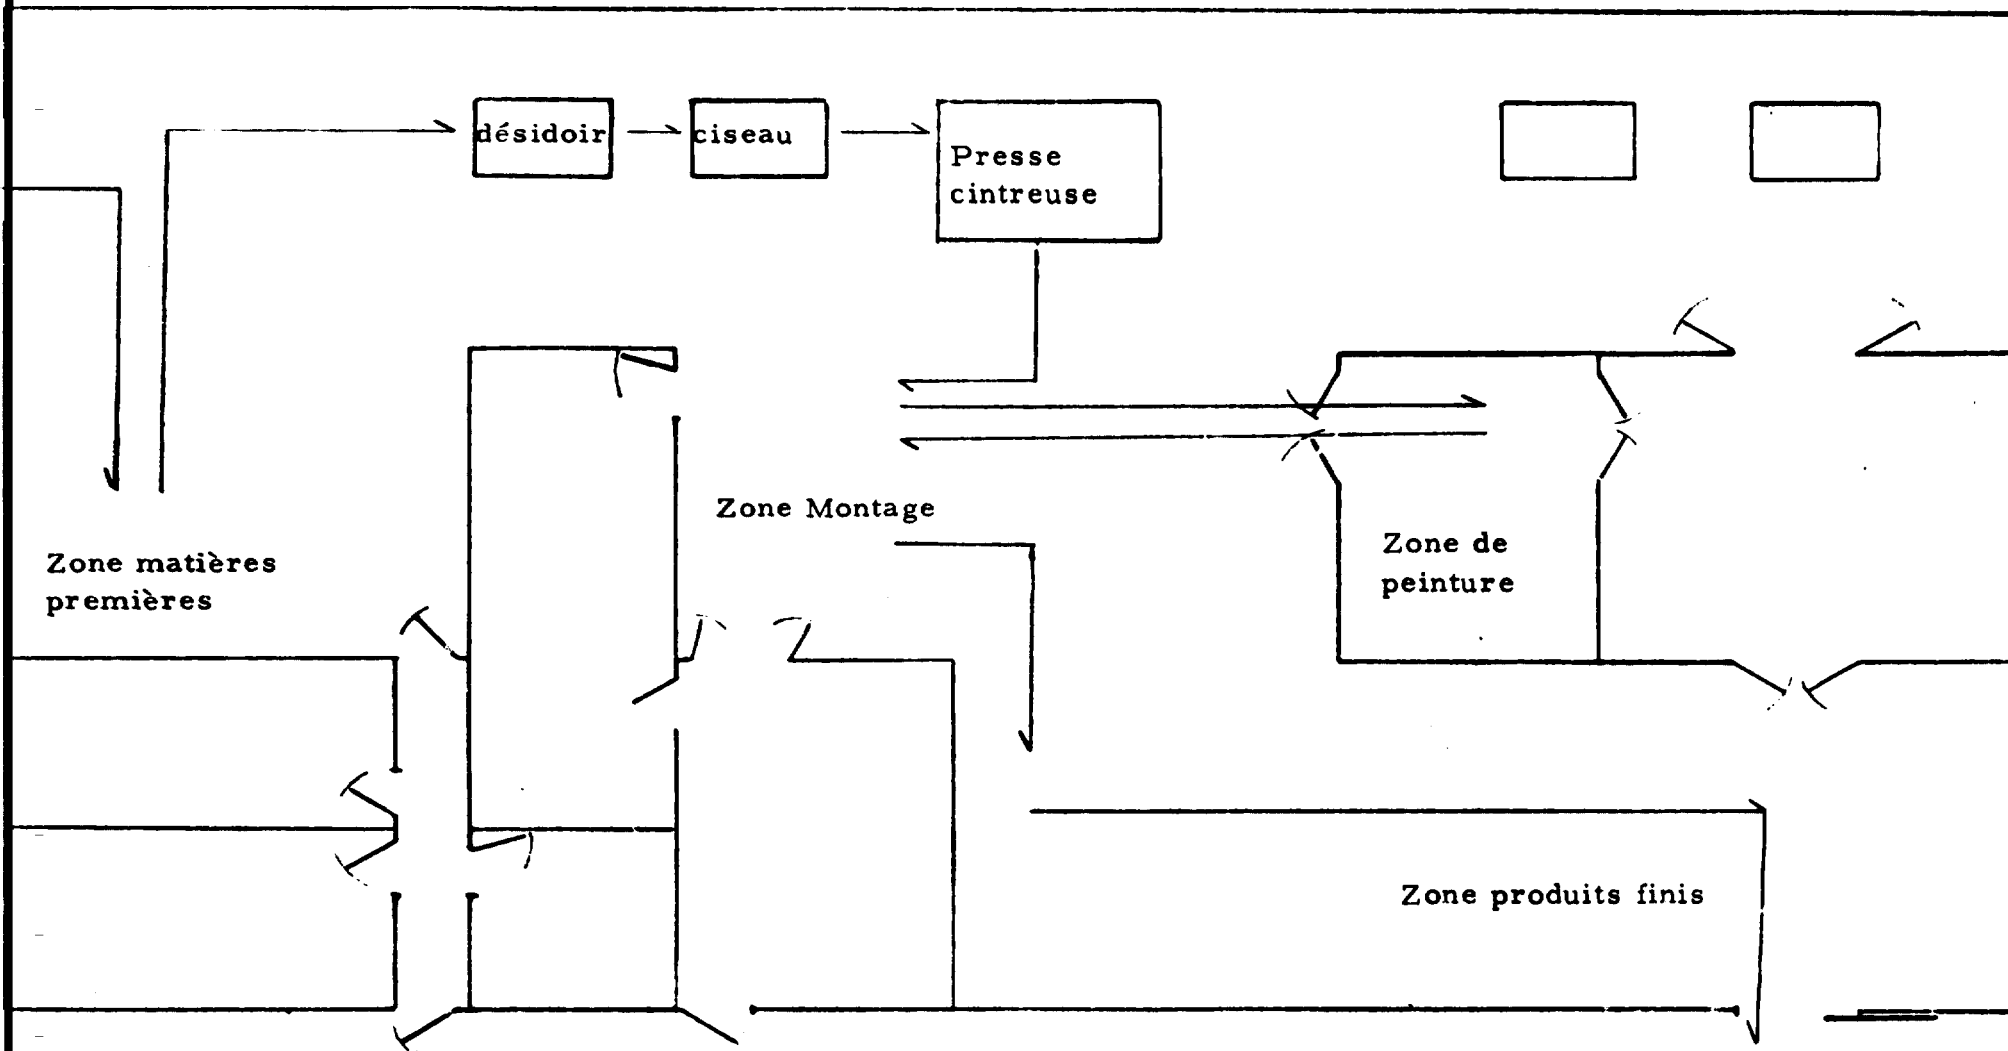 désidoir
ciseau
Presse
cintreuse
Zone Montage
Zone matières
premières
Zone de
peinture
Zone produits finis